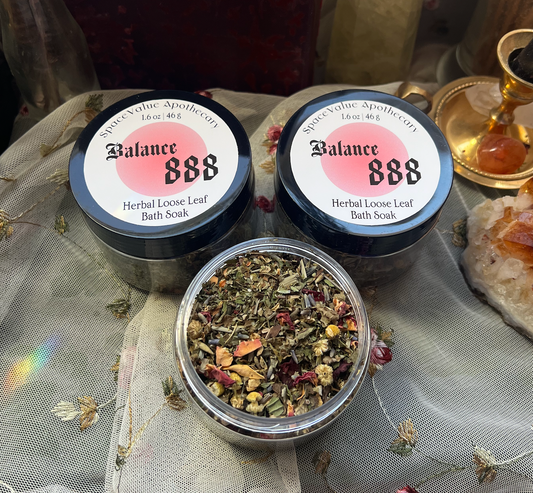 SpaceValue Apothecary
1.6 oz | 46 g
Balance
888
Herbal Loose Leaf
Bath Soak
SpaceValue Apothecary
1.6 oz | 46 g
Balance
888
Herbal Loose Leaf
Bath Soak